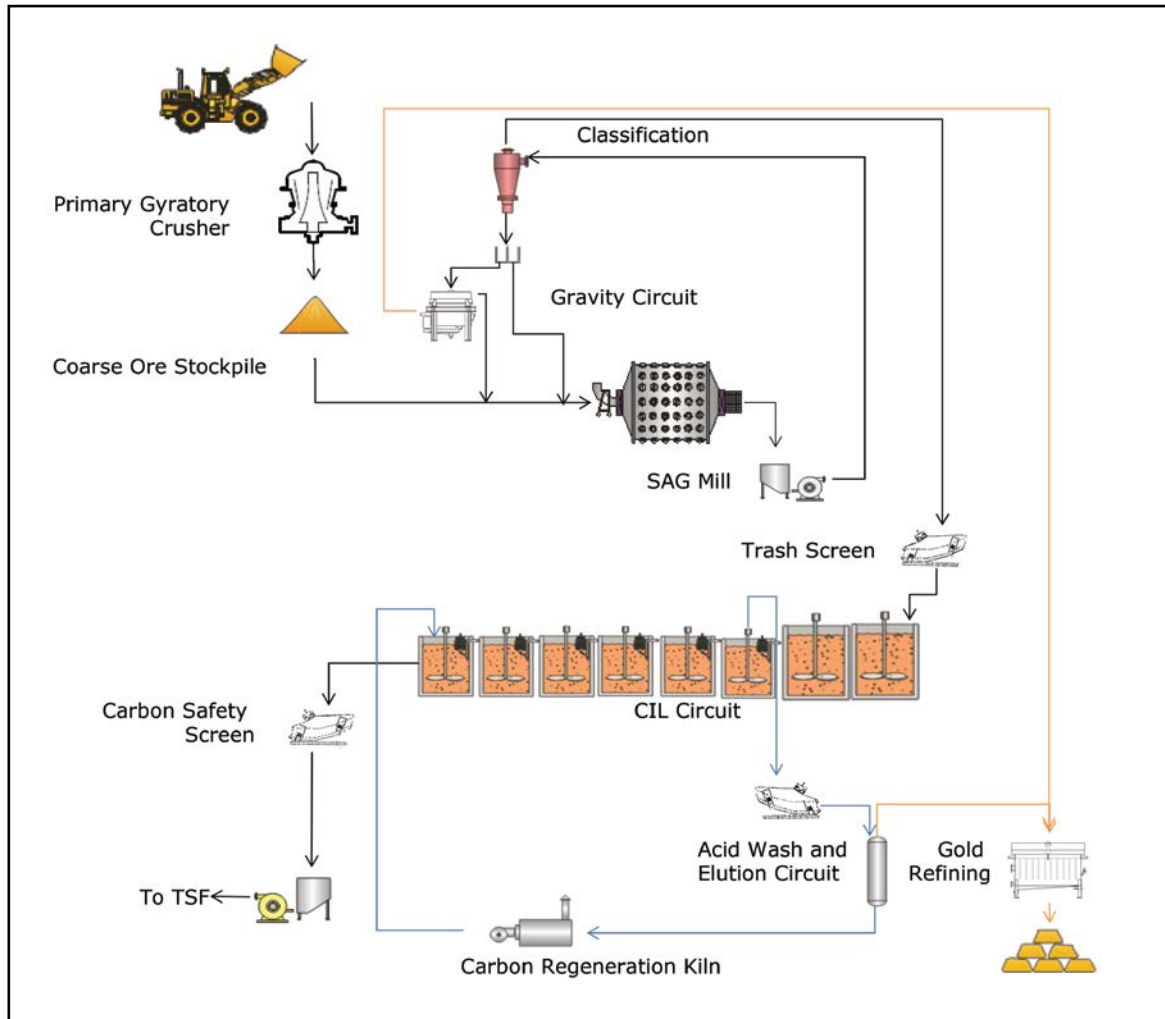 Classification
Primary Gyratory
Crusher
Gravity Circuit
Coarse Ore Stockpile
SAG Mill
Trash Screen
CIL Circuit
Carbon Safety
Screen
Acid Wash and
Elution Circuit
Gold
Refining
To TSF
Carbon Regeneration Kiln